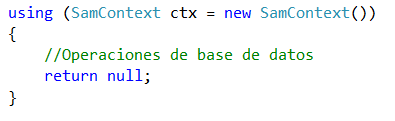 using (SamContext ctx = new SamContext())
{
    //Operaciones de base de datos
    return null;
}